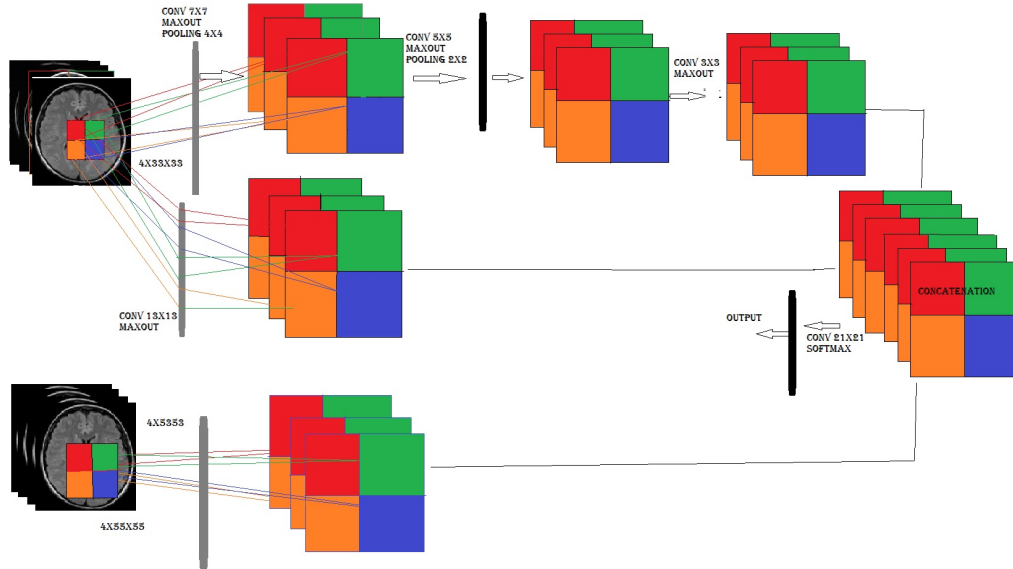 CONV 7X7
MAXOUT
POOLING 4X4
CONV 5X5
MAXOUT
POOLING 2X2
CONV 3X3
MAXOUT
4X33X33
CONV 13X13
MAXOUT
CONCATENATION
OUTPUT
CONV 21X21
SOFTMAX
4X5353
4X55X55